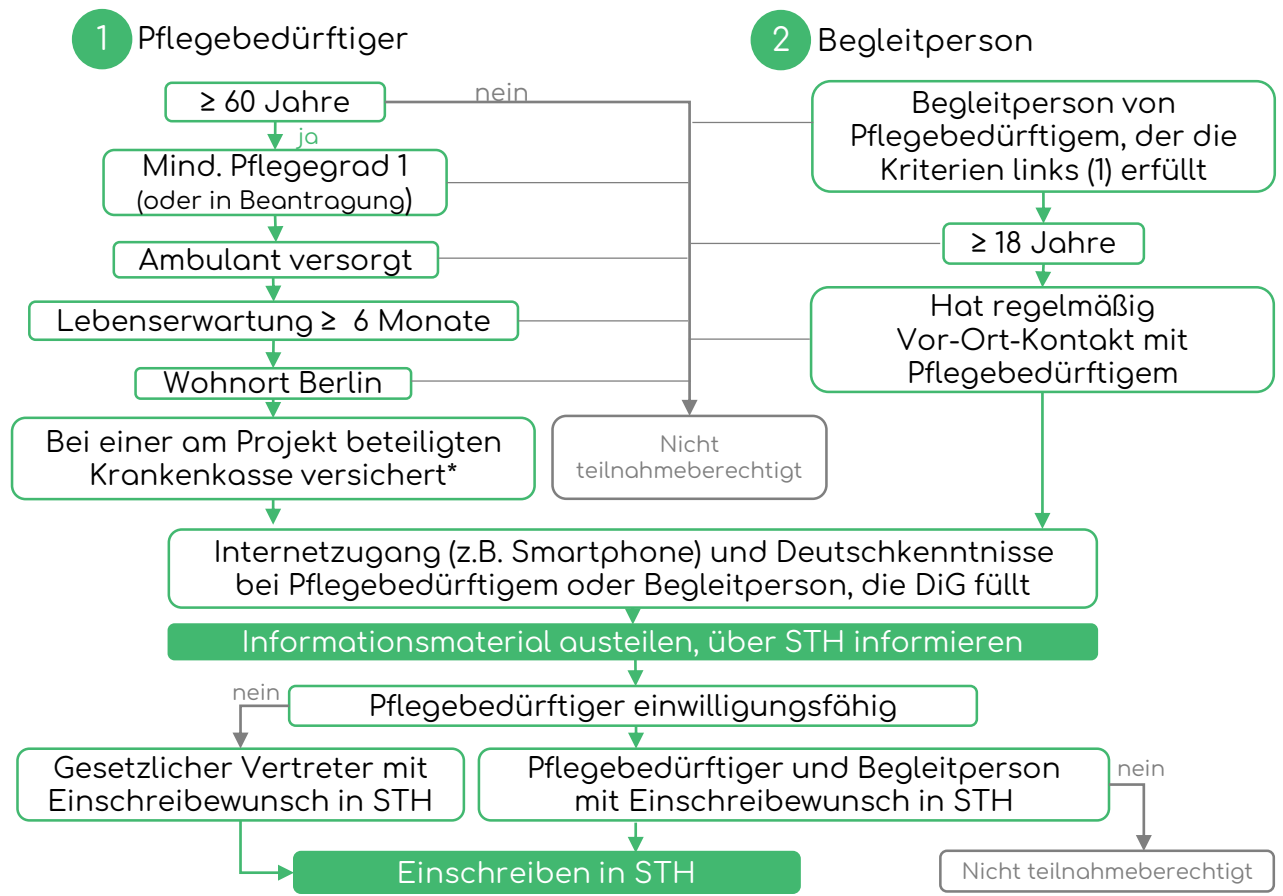 1 Pflegebedürftiger
≥ 60 Jahre
nein
ja
Mind. Pflegegrad 1
(oder in Beantragung)
Ambulant versorgt
Lebenserwartung ≥ 6 Monate
Wohnort Berlin
Bei einer am Projekt beteiligten
Krankenkasse versichert*
2 Begleitperson
Begleitperson von
Pflegebedürftigem, der die
Kriterien links (1) erfüllt
≥ 18 Jahre
Hat regelmäßig
Vor-Ort-Kontakt mit
Pflegebedürftigem
Nicht
teilnahmeberechtigt
Internetzugang (z.B. Smartphone) und Deutschkenntnisse
bei Pflegebedürftigem oder Begleitperson, die DiG füllt
Informationsmaterial austeilen, über STH informieren
nein
Pflegebedürftiger einwilligungsfähig
Gesetzlicher Vertreter mit
Einschreibewunsch in STH
Pflegebedürftiger und Begleitperson
mit Einschreibewunsch in STH
nein
Einschreiben in STH
Nicht teilnahmeberechtigt